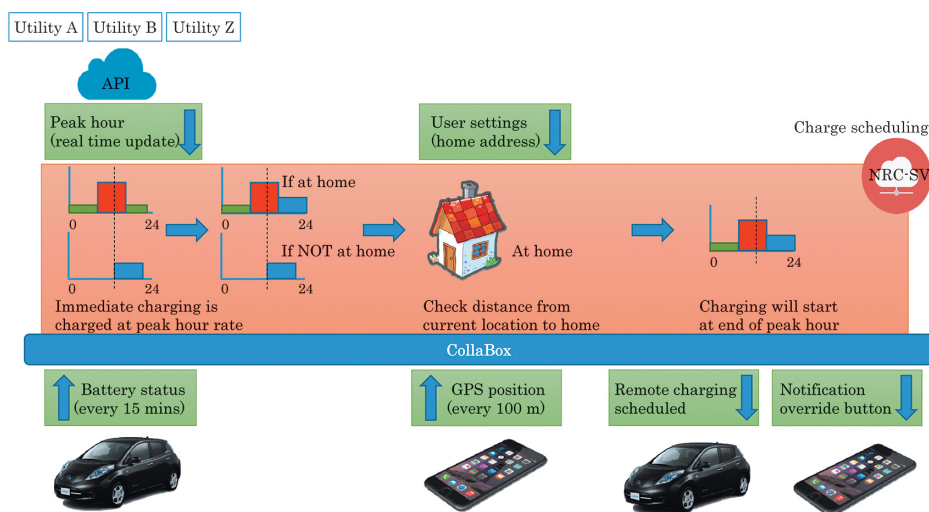 Utility A
Utility B
Utility Z
API
Peak hour
(real time update)
User settings
(home address)
Charge scheduling
NRC-SV
If at home
0
24
0
24
If NOT at home
0
24
0
24
At home
0
24
Immediate charging is
charged at peak hour rate
Check distance from
current location to home
Charging will start
at end of peak hour
CollaBox
Battery status
(every 15 mins)
GPS position
(every 100 m)
Remote charging
scheduled
Notification
override button